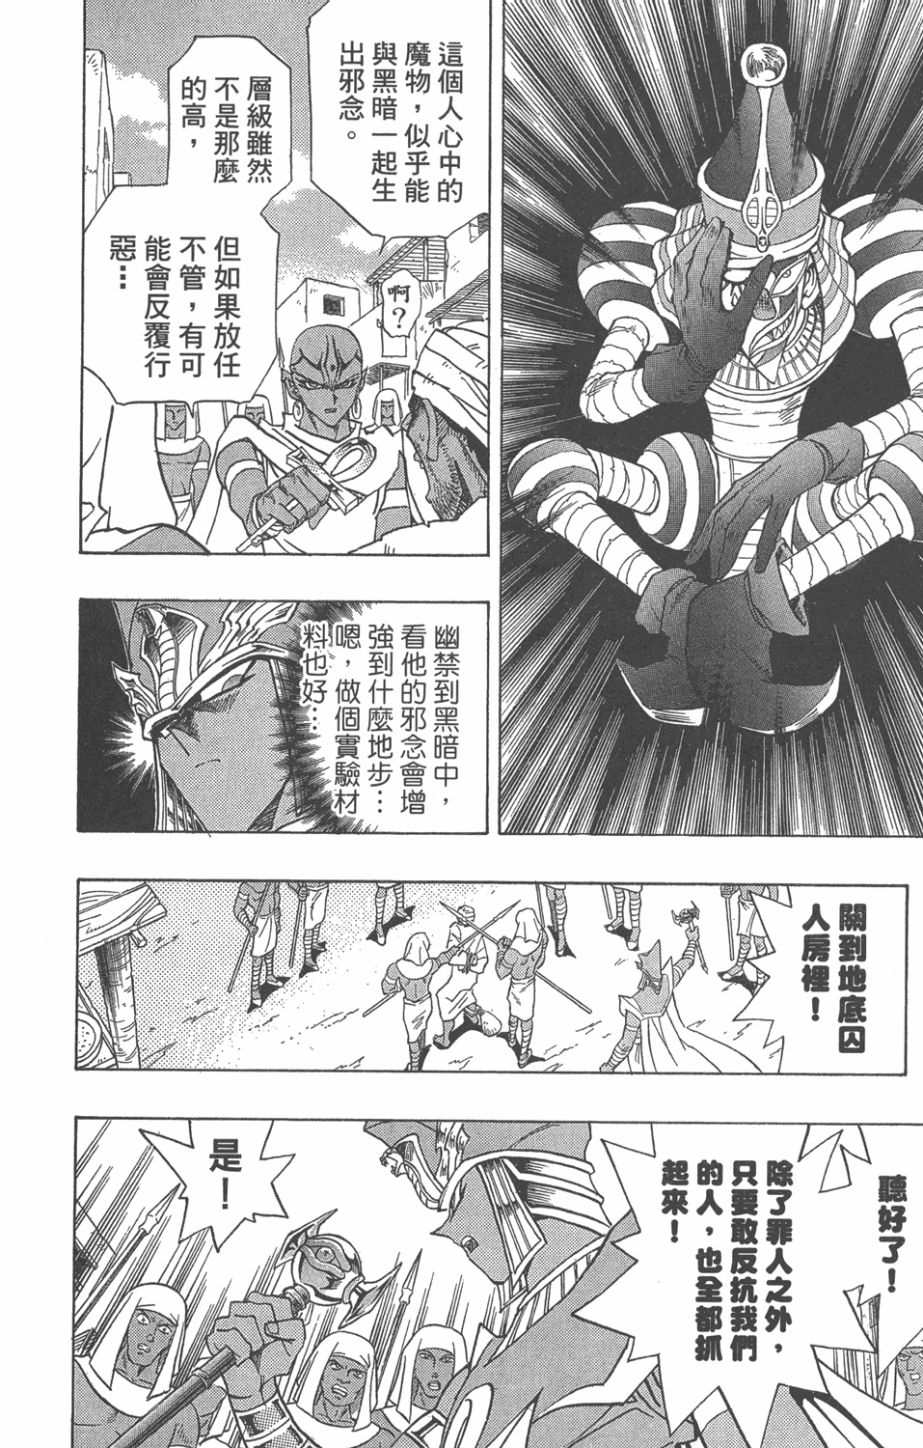 這個人心中的
魔物，似乎能
與黑暗一起生
出邪念。
啊？
層級雖然
不是那麼
的高，
但如果放任
不管，有可
能會反覆行
惡…
幽禁到黑暗中，
看他的邪念會增
強到什麼地步…
嗯，做個實驗材
料也好…
關到地底囚
人房裡！
聽好了！
除了罪人之外，
只要敢反抗我們
的人，也全都抓
起來！
是！